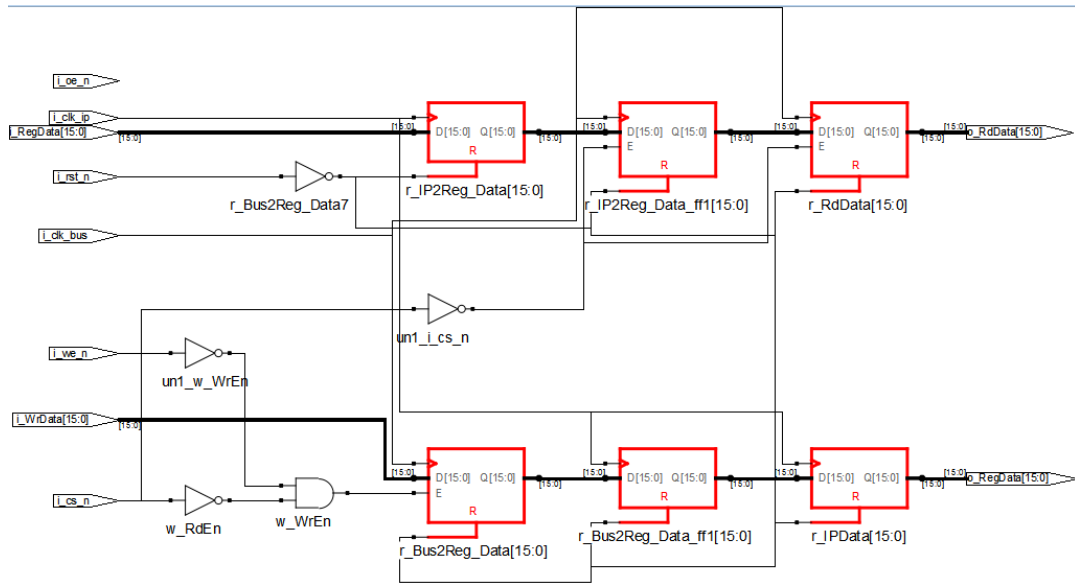 i_oe_n
i_clk_ip
i_RegData[15:0]
[15:0]
[15:0]
D[15:0] Q[15:0]
R
[15:0]
r_IP2Reg_Data[15:0]
[15:0]
D[15:0] Q[15:0]
E
R
[15:0]
r_IP2Reg_Data_ff1[15:0]
[15:0]
D[15:0] Q[15:0]
E
R
[15:0]
r_RdData[15:0]
[15:0]
o_RdData[15:0]
i_rst_n
r_Bus2Reg_Data7
i_clk_bus
un1_i_cs_n
i_we_n
un1_w_WrEn
i_WrData[15:0]
[15:0]
i_cs_n
w_RdEn
w_WrEn
[15:0]
D[15:0] Q[15:0]
E
R
[15:0]
r_Bus2Reg_Data[15:0]
[15:0]
D[15:0] Q[15:0]
R
[15:0]
r_Bus2Reg_Data_ff1[15:0]
[15:0]
D[15:0] Q[15:0]
R
[15:0]
r_IPData[15:0]
[15:0]
o_RegData[15:0]